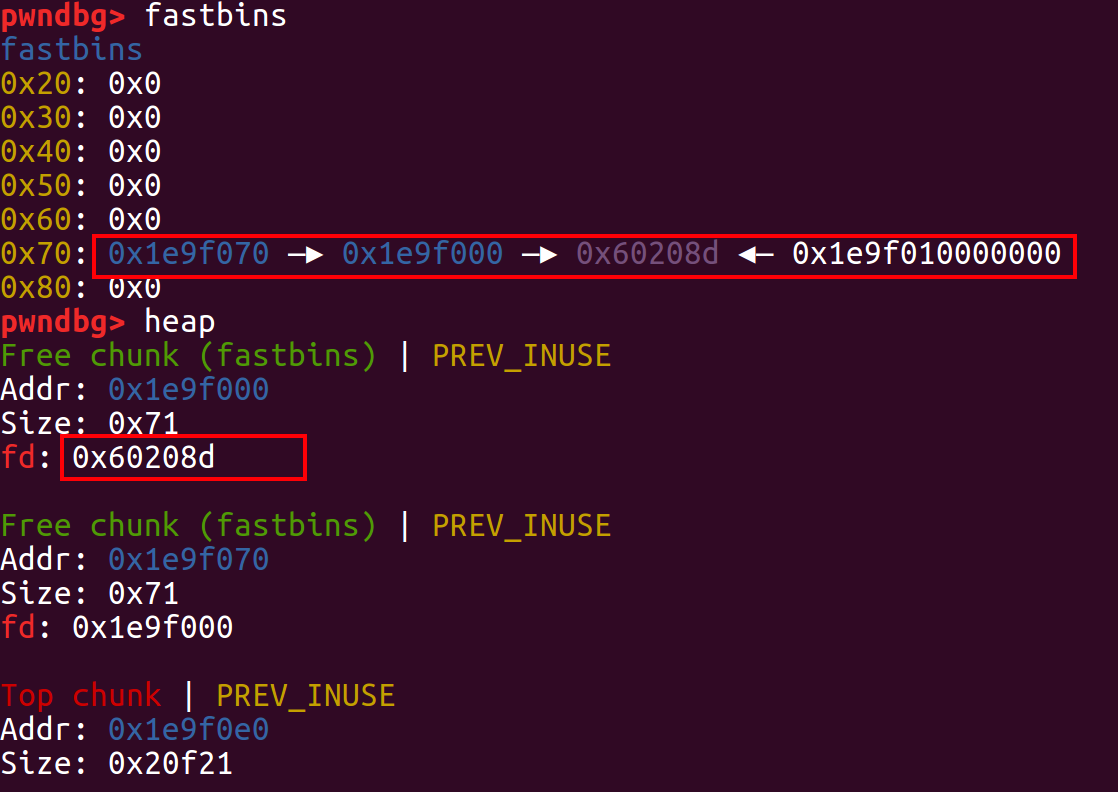 pwndbg> fastbins
fastbins
0x20: 0x0
0x30: 0x0
0x40: 0x0
0x50: 0x0
0x60: 0x0
0x70: 0x1e9f070 —▸ 0x1e9f000 —▸ 0x60208d ◂— 0x1e9f010000000
0x80: 0x0
pwndbg> heap
Free chunk (fastbins) | PREV_INUSE
Addr: 0x1e9f000
Size: 0x71
fd: 0x60208d

Free chunk (fastbins) | PREV_INUSE
Addr: 0x1e9f070
Size: 0x71
fd: 0x1e9f000

Top chunk | PREV_INUSE
Addr: 0x1e9f0e0
Size: 0x20f21